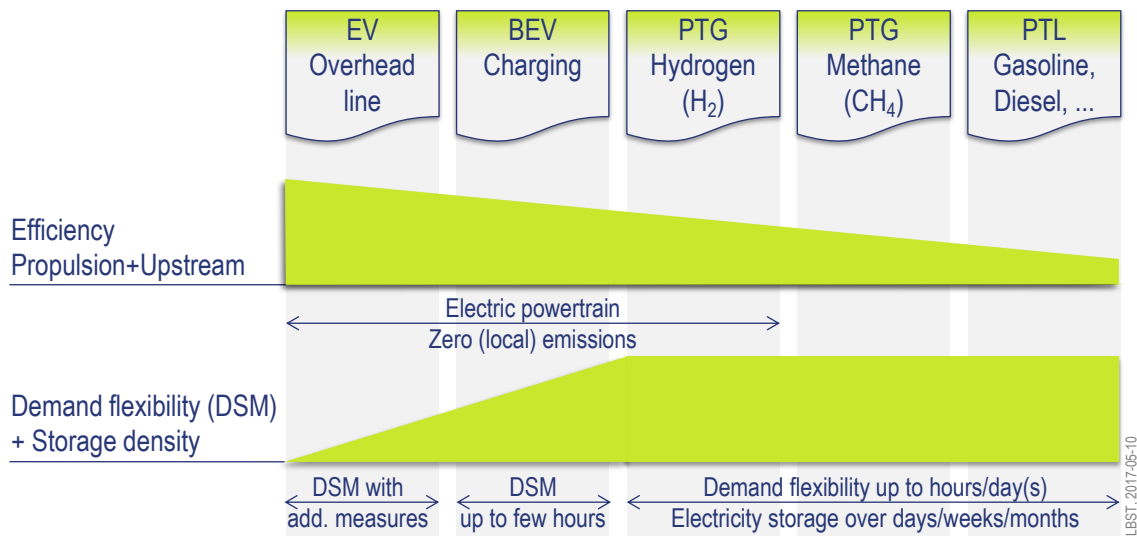 EV
Overhead
line
BEV
Charging
PTG
Hydrogen
(H₂)
PTG
Methane
(CH₄)
PTL
Gasoline,
Diesel, ...
Efficiency
Propulsion+Upstream
Electric powertrain
Zero (local) emissions
Demand flexibility (DSM)
+ Storage density
DSM with
add. measures
DSM
up to few hours
Demand flexibility up to hours/day(s)
Electricity storage over days/weeks/months
LBST, 2017-05-10